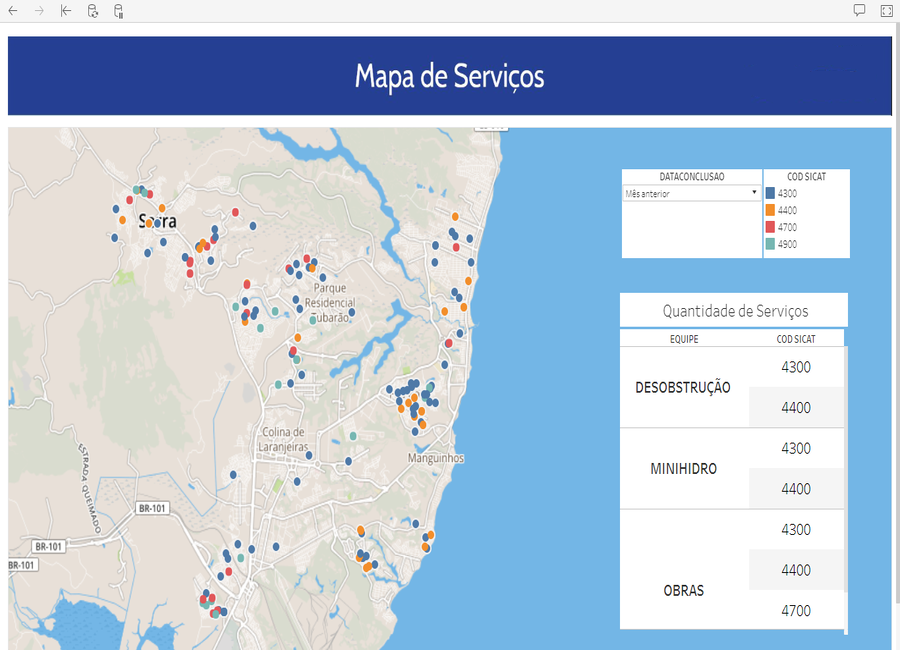 Mapa de Serviços
DATACONCLUSAO
Mês anterior
COD SICAT
4300
4400
4700
4900
Serra
Parque
Residencial
Tubarão
Colina de
Laranjeiras
Manguinhos
ESTRADA QUEIMADO
BR-101
BR-101
BR-101
Quantidade de Serviços
EQUIPE COD SICAT
DESOBSTRUÇÃO
4300
4400
MINIHIDRO
4300
4400
OBRAS
4300
4400
4700